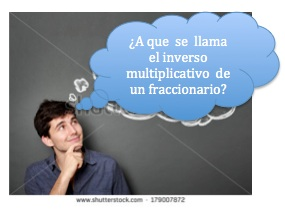 ¿A que se llama
el inverso
multiplicativo de
un fraccionario?
www.shutterstock.com · 179007872